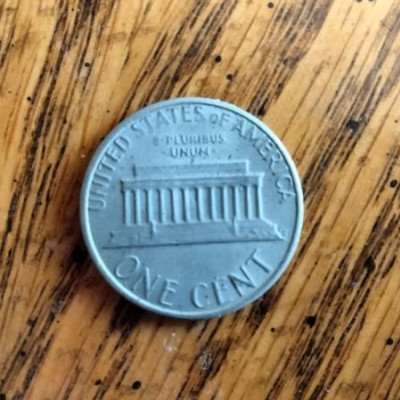 UNITED STATES OF AMERICA
E·PLURIBUS
·UNUM·
ONE CENT